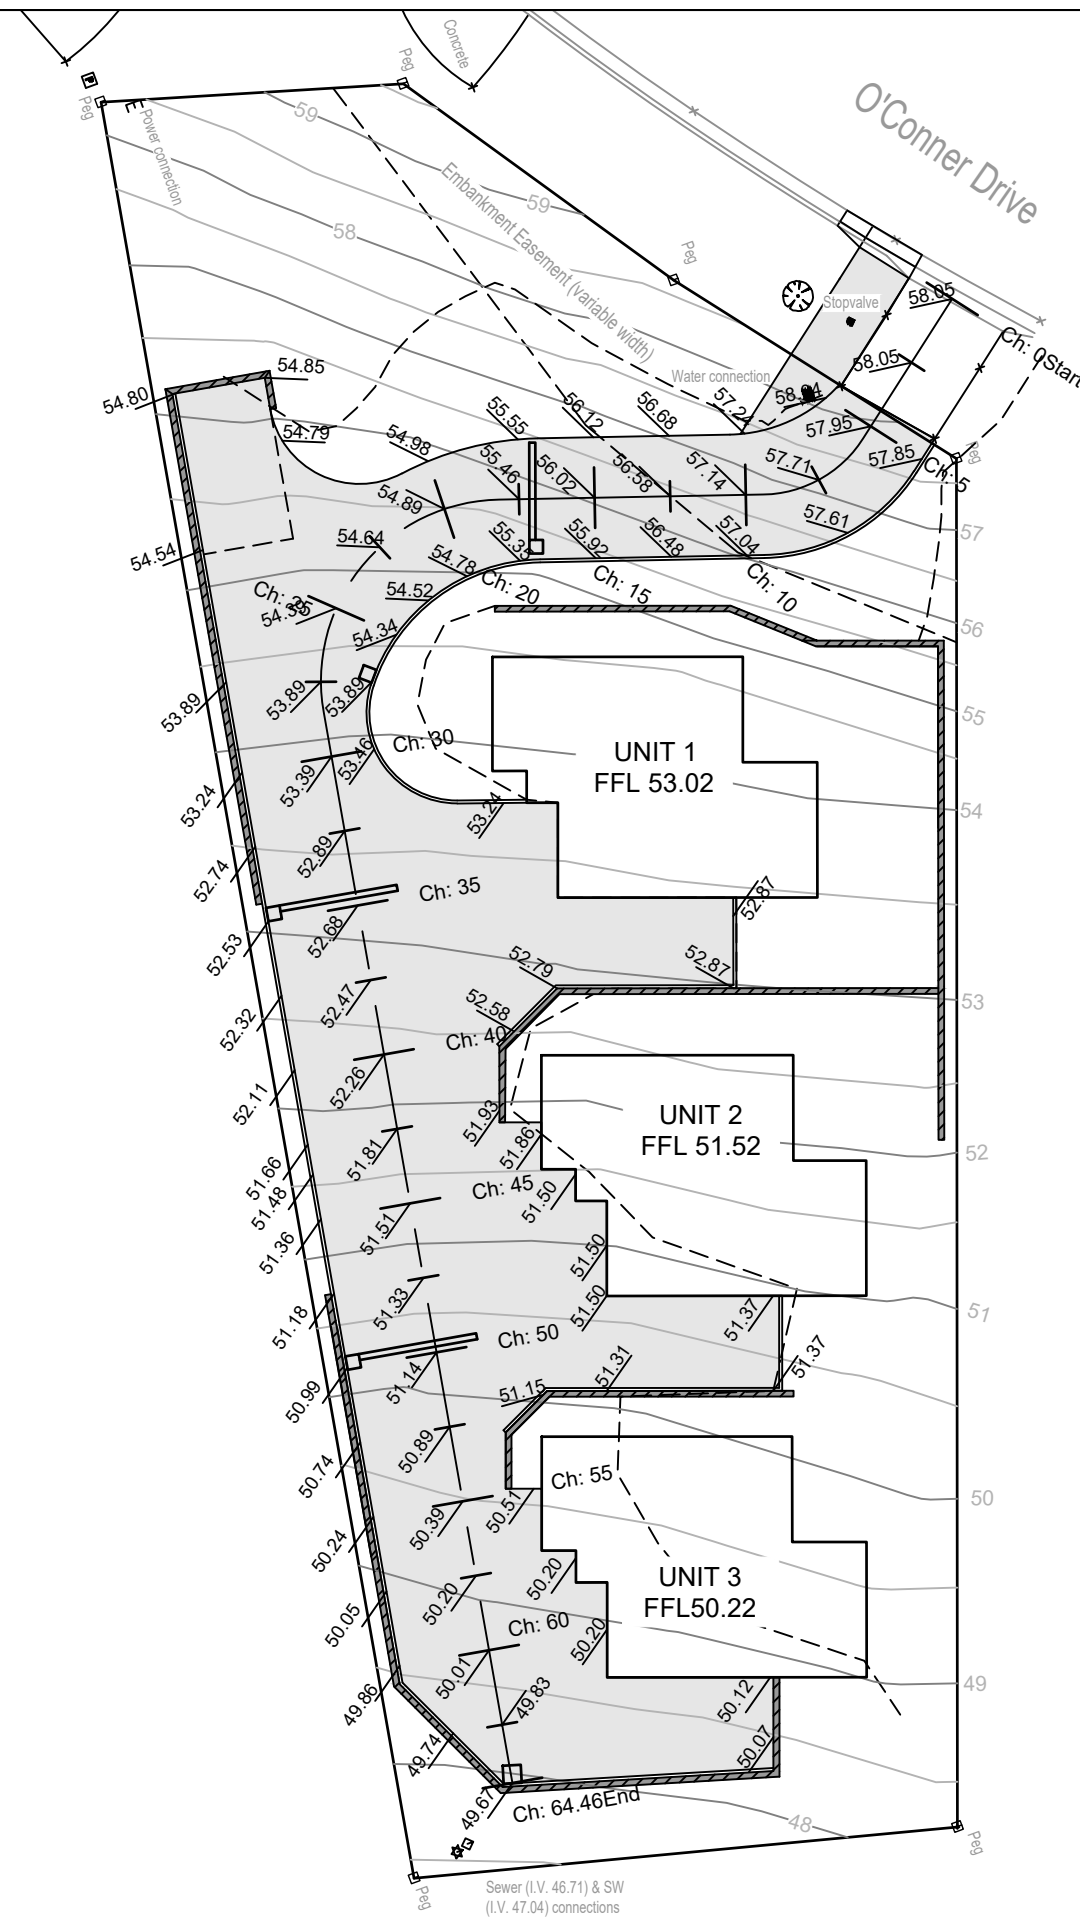 Concrete
Peg
Peg
E
Power connection
59
O'Conner Drive
Embankment Easement (variable width)
59
58
Peg
Stopvalve
58.05
Ch: 0Start
Water connection
58.05
54.85
54.80
57.24
57.95
57.85
Peg
Ch: 5
54.79
54.98
55.55
56.12
56.68
55.46
56.02
56.58
57.14
57.71
54.89
57.61
57
54.64
55.92
56.48
57.04
54.54
54.78
54.52
Ch: 20
Ch: 15
Ch: 10
54.34
56
53.89
53.89
53.89
55
Ch: 30
UNIT 1
FFL 53.02
53.46
53.39
53.24
53.24
54
52.89
52.74
Ch: 35
52.87
52.68
52.53
52.79
52.87
52.47
52.58
53
52.32
Ch: 40
52.26
52.11
51.93
UNIT 2
FFL 51.52
51.86
51.81
52
51.66
51.48
Ch: 45
51.50
51.51
51.36
51.50
51.50
51.33
51.37
51
51.18
Ch: 50
51.37
51.14
51.31
50.99
51.15
50.89
50.74
Ch: 55
50
50.51
50.39
50.24
50.20
UNIT 3
FFL50.22
50.20
50.05
Ch: 60
50.20
50.01
49.86
49.83
50.12
49
49.74
50.07
49.67
Ch: 64.46End
48
Peg
Peg
Sewer (I.V. 46.71) & SW
(I.V. 47.04) connections